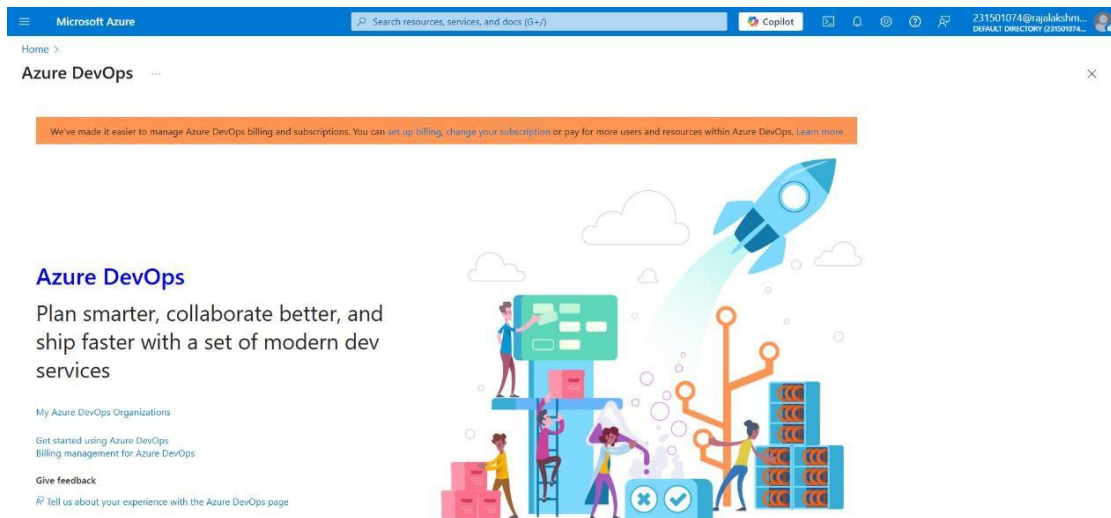 Microsoft Azure
Search resources, services, and docs (G+/)
Copilot
231501074@rajalakshm...
DEFAULT DIRECTORY (231501074...
Home >
Azure DevOps ...
We've made it easier to manage Azure DevOps billing and subscriptions. You can set up billing, change your subscription or pay for more users and resources within Azure DevOps. Learn more
Azure DevOps
Plan smarter, collaborate better, and
ship faster with a set of modern dev
services
My Azure DevOps Organizations
Get started using Azure DevOps
Billing management for Azure DevOps
Give feedback
Tell us about your experience with the Azure DevOps page